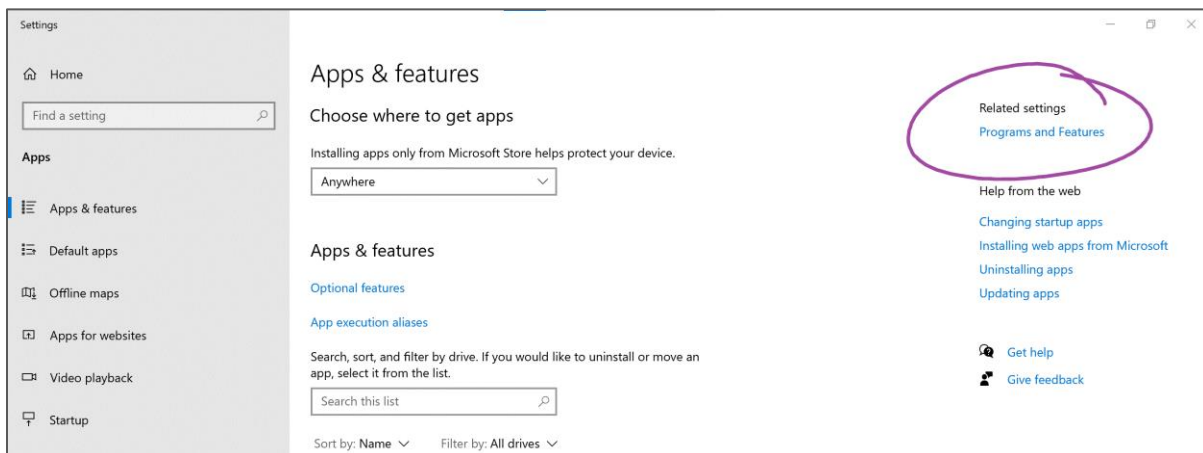 Settings
Home
Find a setting
Apps
Apps & features
Default apps
Offline maps
Apps for websites
Video playback
Startup
Apps & features
Choose where to get apps
Installing apps only from Microsoft Store helps protect your device.
Anywhere
Apps & features
Optional features
App execution aliases
Search, sort, and filter by drive. If you would like to uninstall or move an
app, select it from the list.
Search this list
Sort by: Name Filter by: All drives
Related settings
Programs and Features
Help from the web
Changing startup apps
Installing web apps from Microsoft
Uninstalling apps
Updating apps
Get help
Give feedback